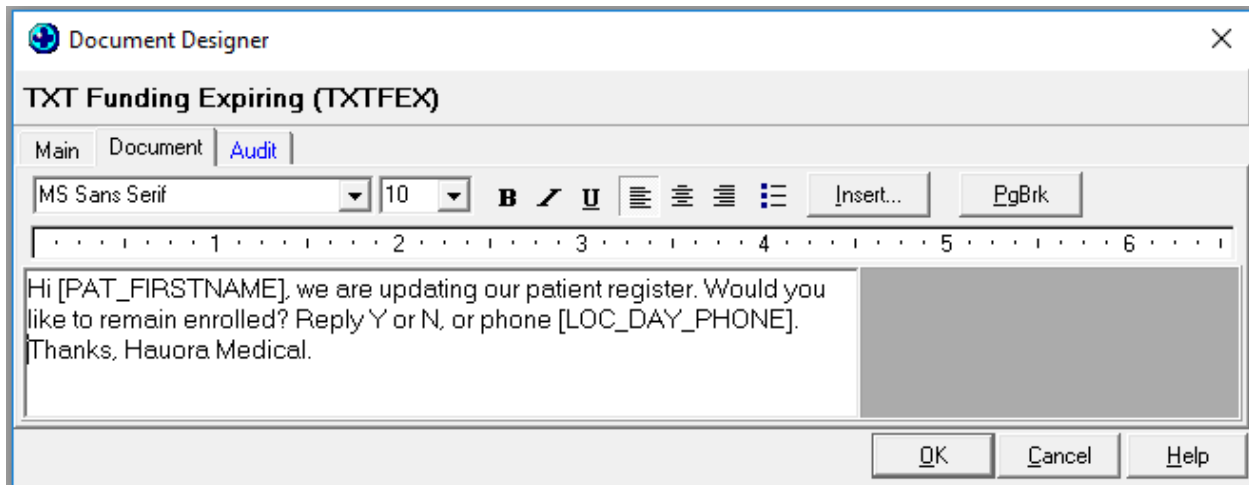 Document Designer
TXT Funding Expiring (TXTFEX)
Main Document Audit
MS Sans Serif 10 B I U Insert... PgBrk
1 2 3 4 5 6
Hi [PAT_FIRSTNAME], we are updating our patient register. Would you
like to remain enrolled? Reply Y or N, or phone [LOC_DAY_PHONE].
Thanks, Hauora Medical.
OK Cancel Help